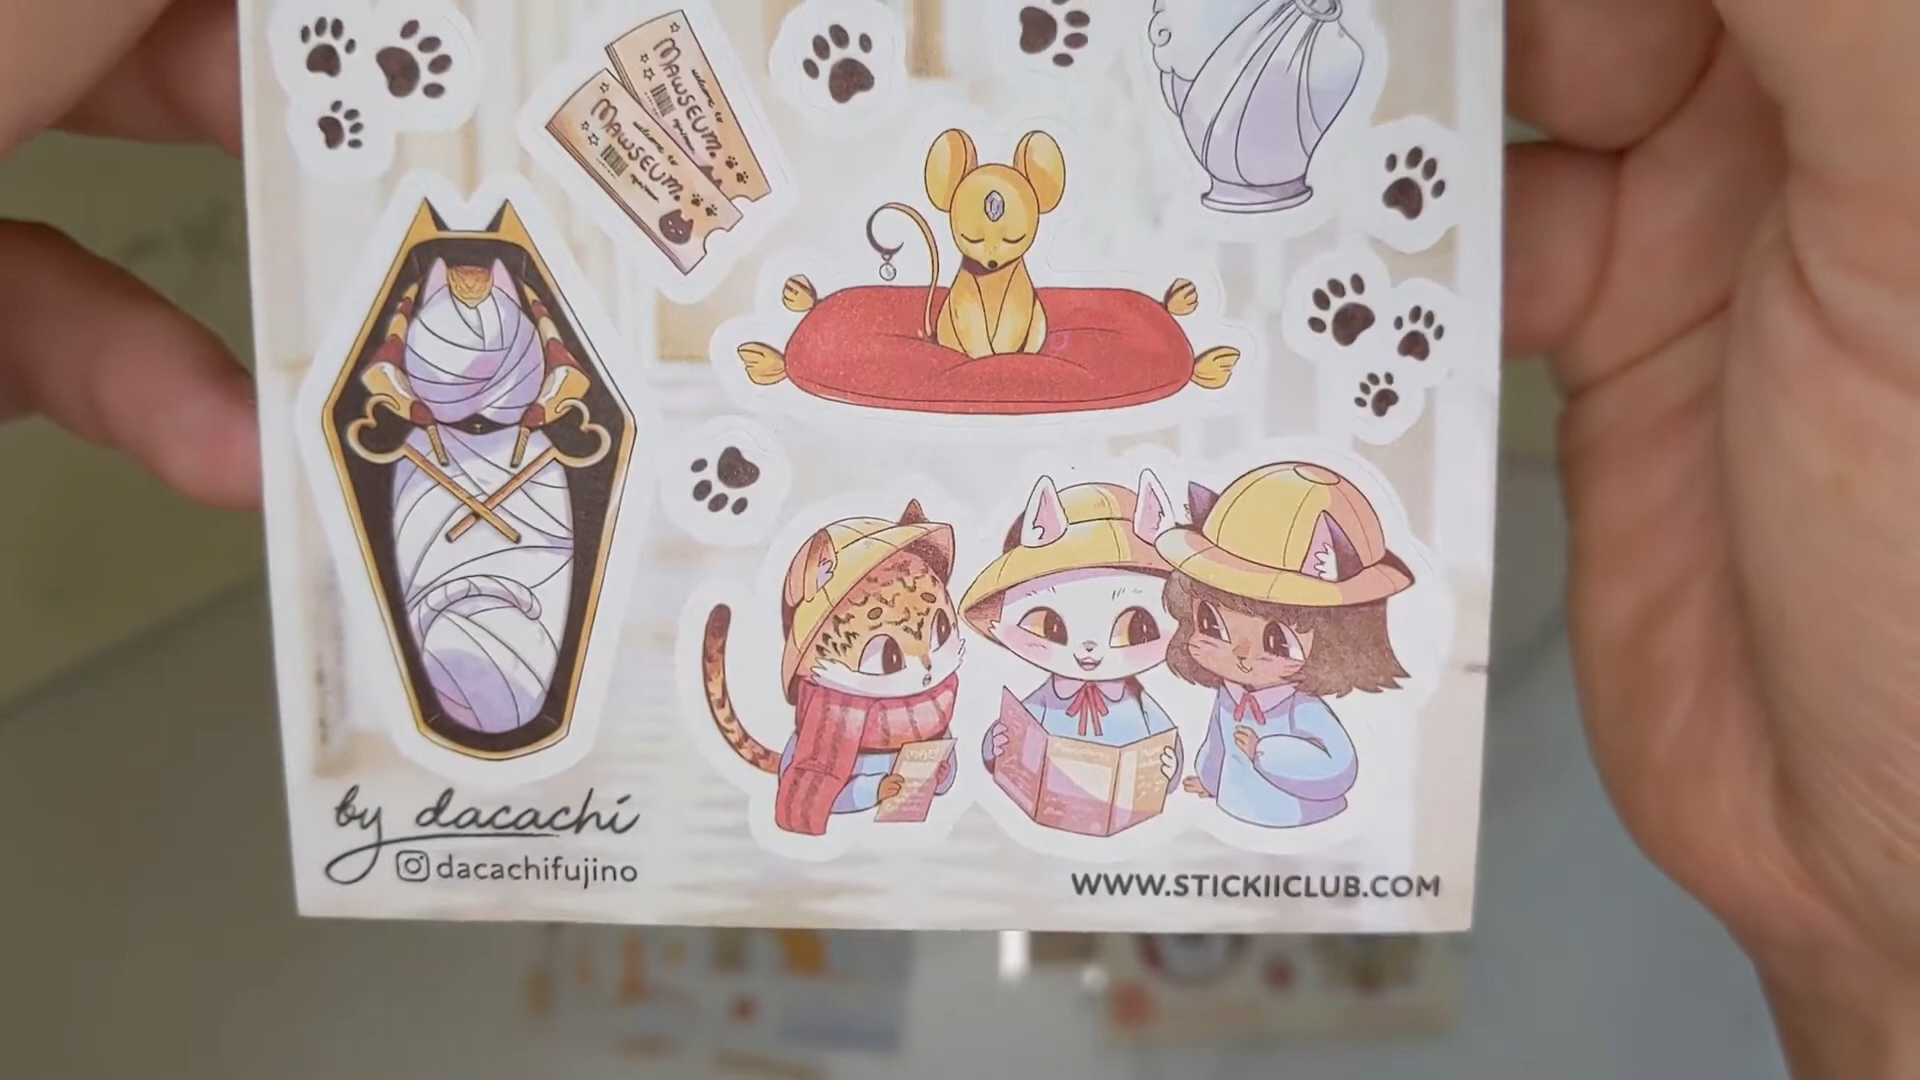 welcome to
MAWSEUM.
welcome to
MAWSEUM.
by dacachi
dacachifujino
WWW.STICKIICLUB.COM